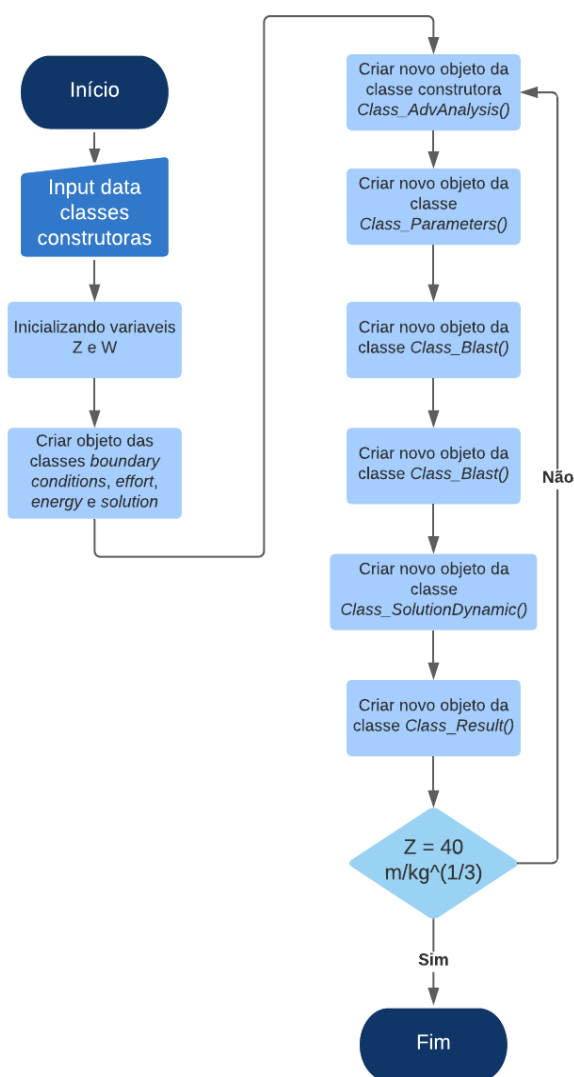 Início
Input data
classes
construtoras
Inicializando variaveis
Z e W
Criar objeto das
classes boundary
conditions, effort,
energy e solution
Criar novo objeto da
classe construtora
Class_AdvAnalysis()
Criar novo objeto da
classe
Class_Parameters()
Criar novo objeto da
classe Class_Blast()
Criar novo objeto da
classe Class_Blast()
Criar novo objeto da
classe
Class_SolutionDynamic()
Criar novo objeto da
classe Class_Result()
Z = 40
m/kg^(1/3)
Não
Sim
Fim